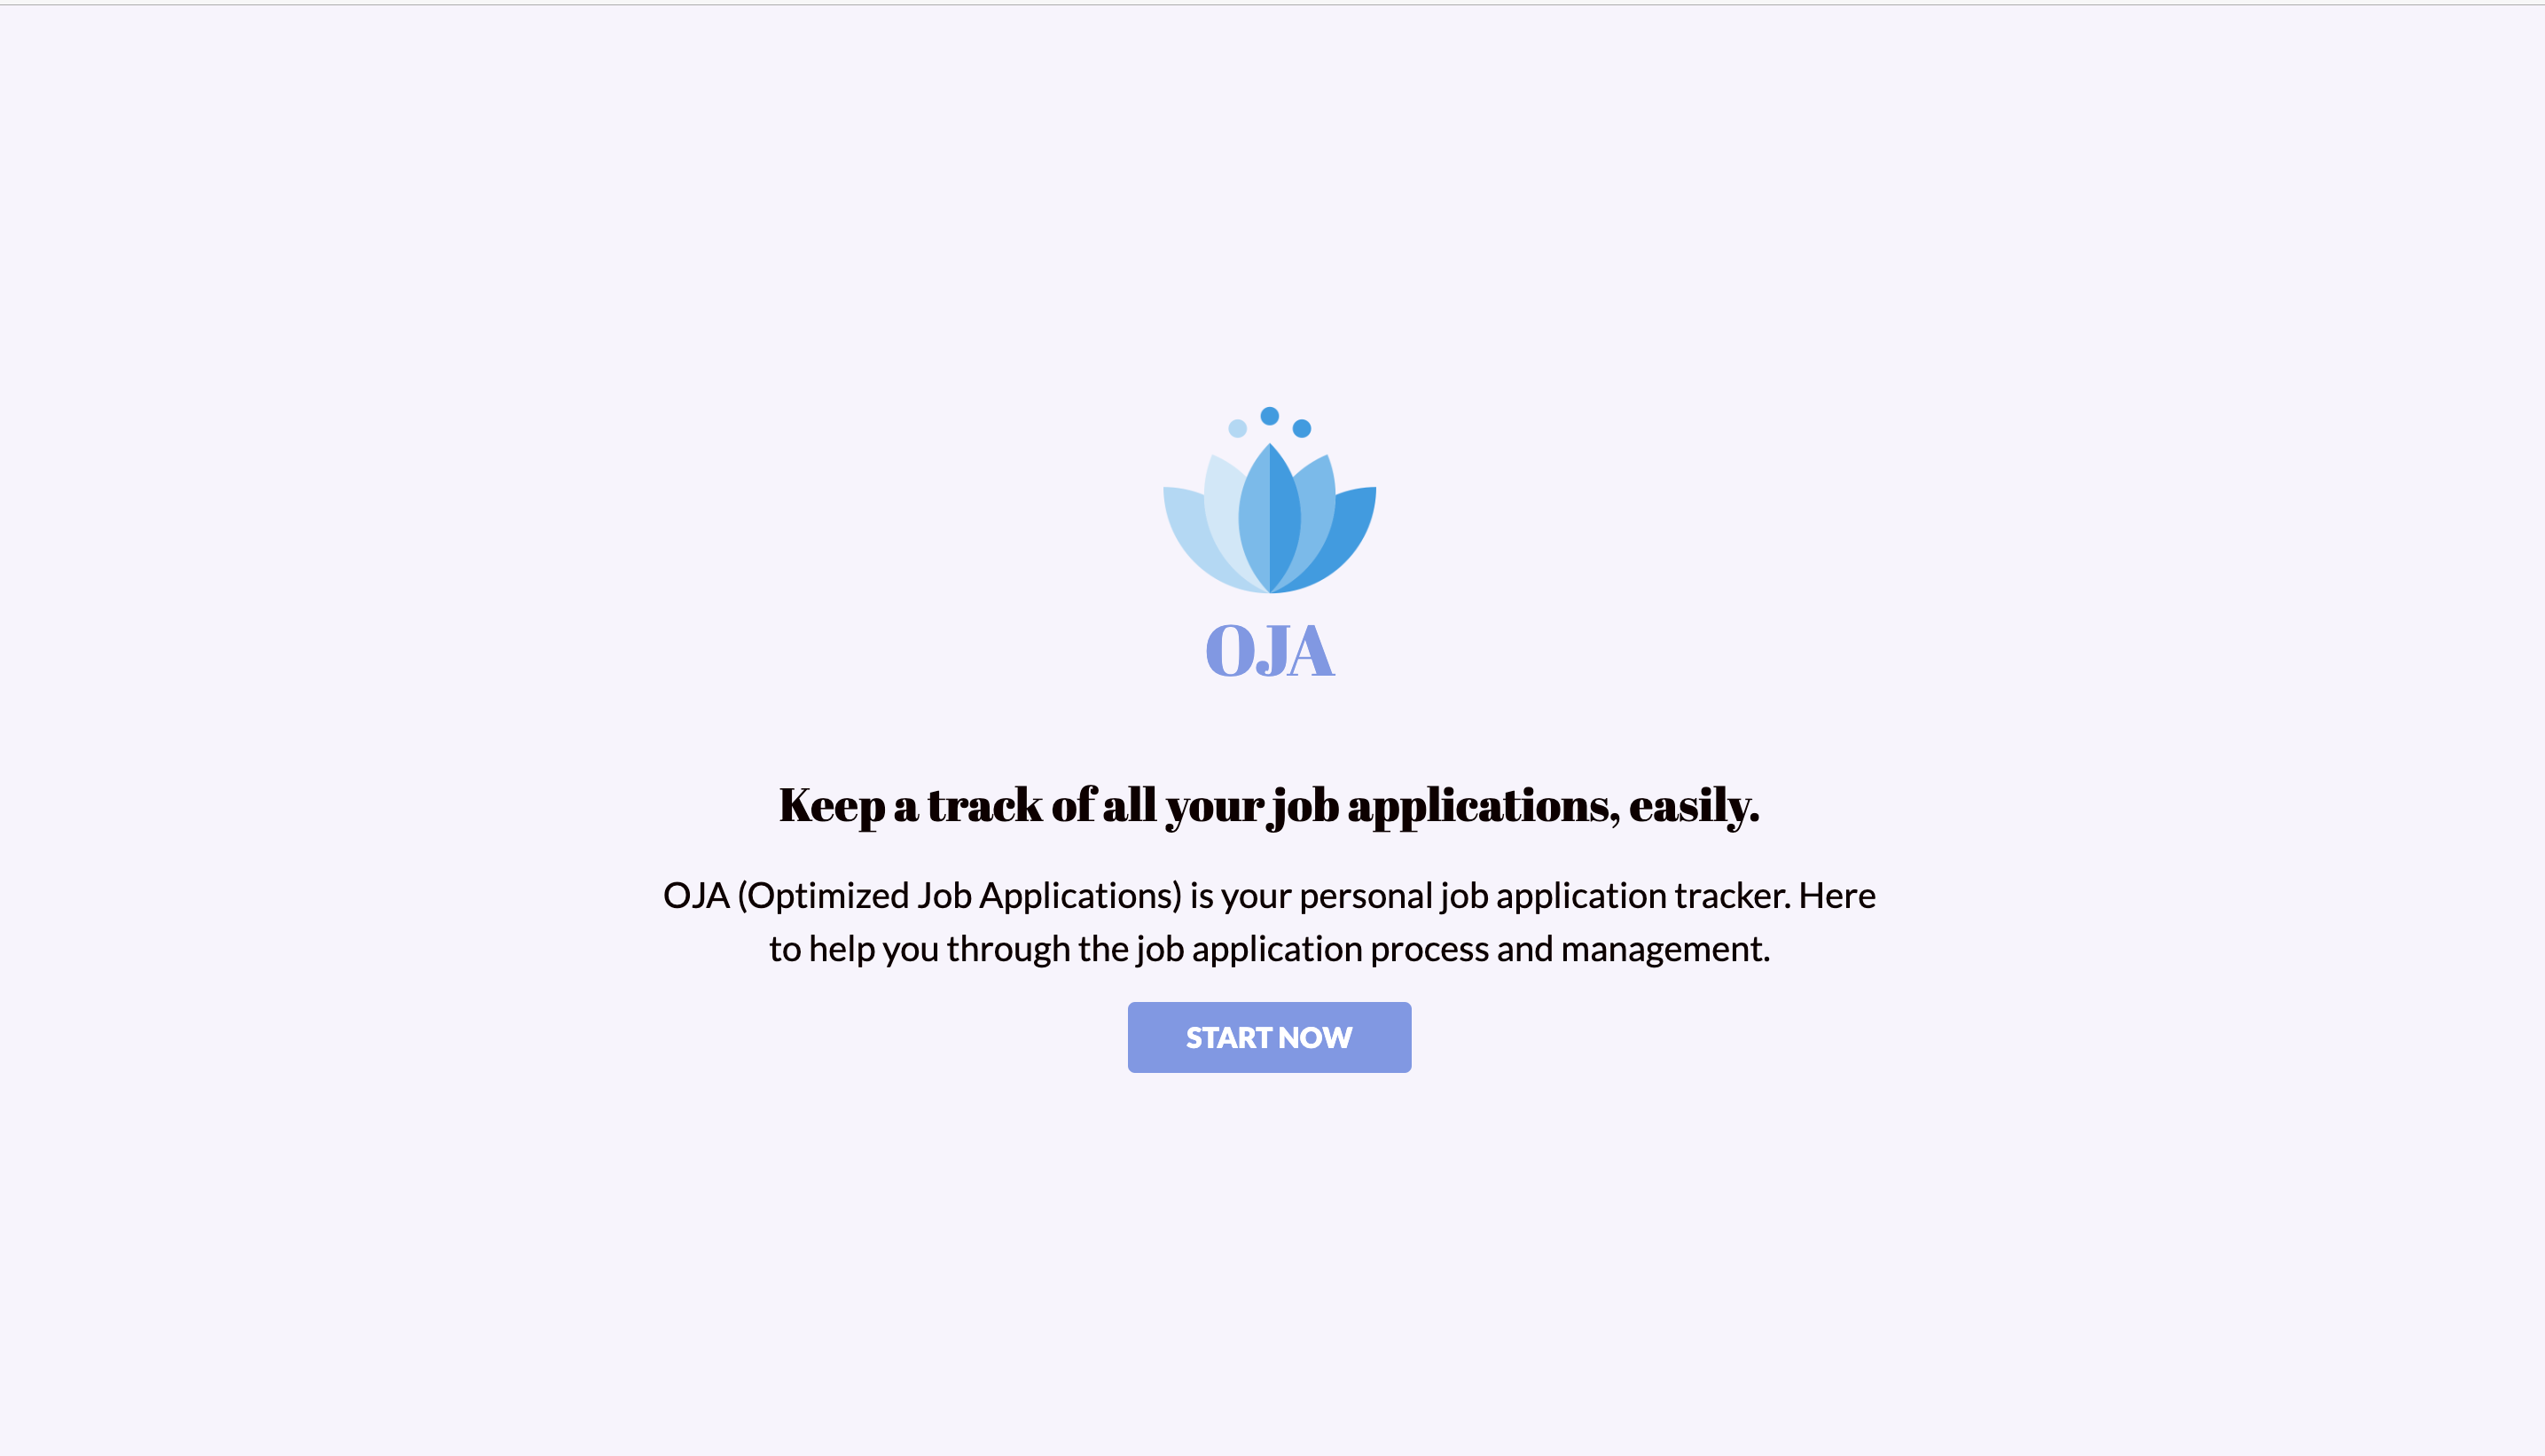 OJA
Keep a track of all your job applications, easily.
OJA (Optimized Job Applications) is your personal job application tracker. Here
to help you through the job application process and management.
START NOW